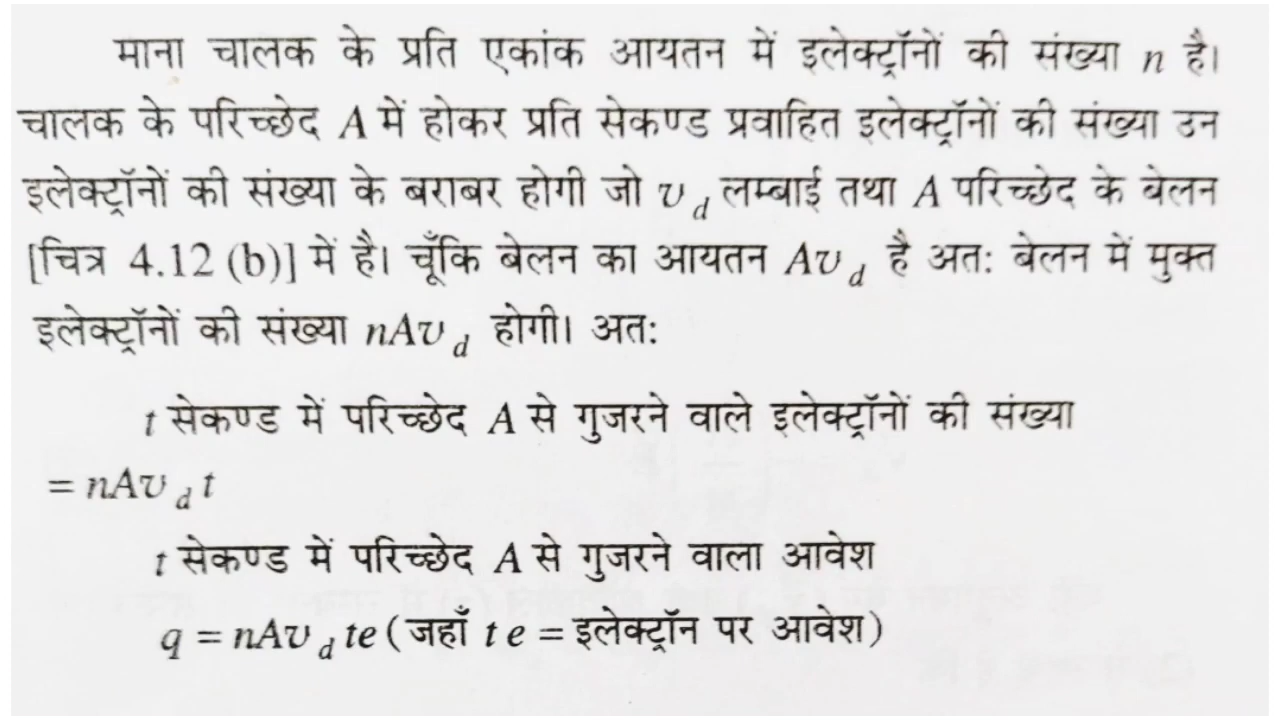 माना चालक के प्रति एकांक आयतन में इलेक्ट्रॉनों की संख्या n है।
चालक के परिच्छेद A में होकर प्रति सेकण्ड प्रवाहित इलेक्ट्रॉनों की संख्या उन
इलेक्ट्रॉनों की संख्या के बराबर होगी जो v_d लम्बाई तथा A परिच्छेद के बेलन
[चित्र 4.12 (b)] में है। चूँकि बेलन का आयतन Av_d है अतः बेलन में मुक्त
इलेक्ट्रॉनों की संख्या nAv_d होगी। अतः
t सेकण्ड में परिच्छेद A से गुजरने वाले इलेक्ट्रॉनों की संख्या
= nAv_d t
t सेकण्ड में परिच्छेद A से गुजरने वाला आवेश
q = nAv_d te (जहाँ t e = इलेक्ट्रॉन पर आवेश)